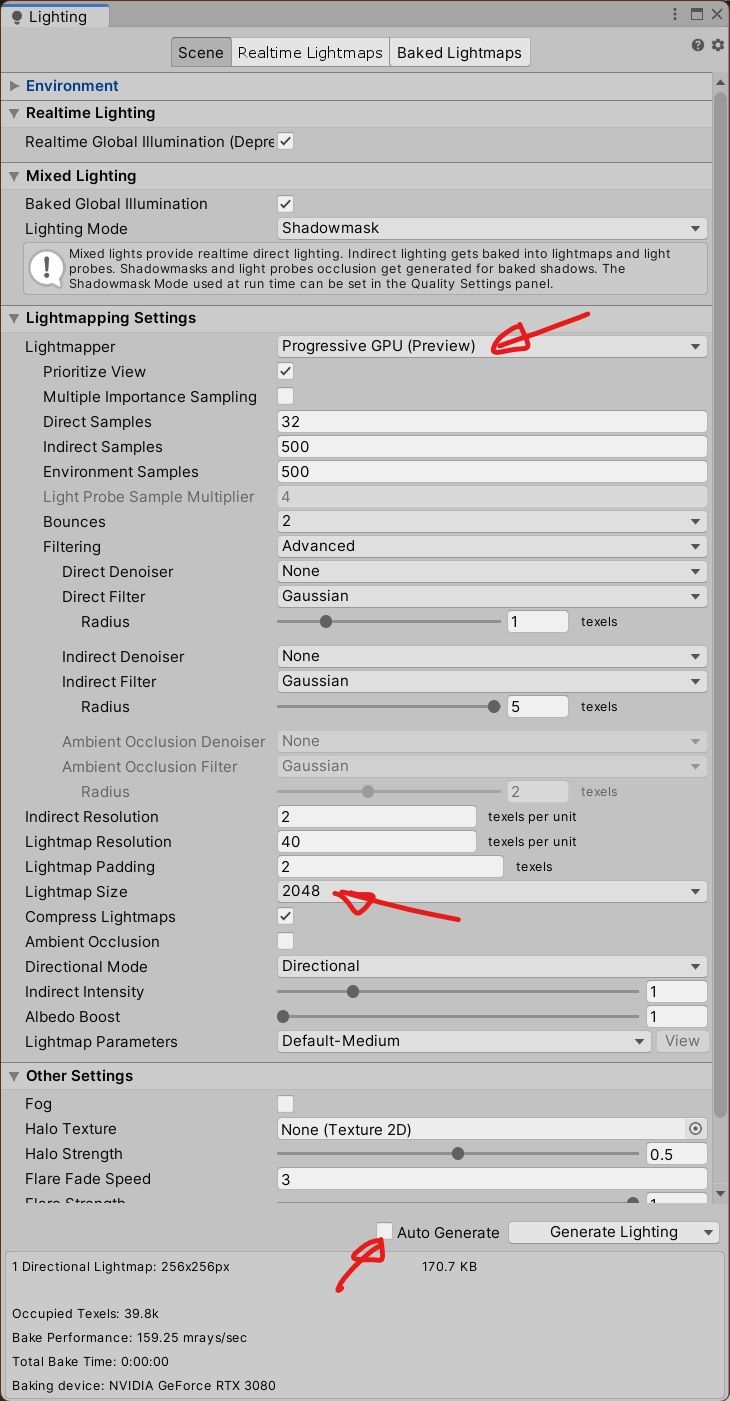 Lighting
Scene Realtime Lightmaps Baked Lightmaps
Environment
Realtime Lighting
Realtime Global Illumination (Depre
Mixed Lighting
Baked Global Illumination
Lighting Mode Shadowmask
Mixed lights provide realtime direct lighting. Indirect lighting gets baked into lightmaps and light
probes. Shadowmasks and light probes occlusion get generated for baked shadows. The
Shadowmask Mode used at run time can be set in the Quality Settings panel.
Lightmapping Settings
Lightmapper Progressive GPU (Preview)
Prioritize View
Multiple Importance Sampling
Direct Samples 32
Indirect Samples 500
Environment Samples 500
Light Probe Sample Multiplier 4
Bounces 2
Filtering Advanced
Direct Denoiser None
Direct Filter Gaussian
Radius 1 texels
Indirect Denoiser None
Indirect Filter Gaussian
Radius 5 texels
Ambient Occlusion Denoiser None
Ambient Occlusion Filter Gaussian
Radius 2 texels
Indirect Resolution 2 texels per unit
Lightmap Resolution 40 texels per unit
Lightmap Padding 2 texels
Lightmap Size 2048
Compress Lightmaps
Ambient Occlusion
Directional Mode Directional
Indirect Intensity 1
Albedo Boost 1
Lightmap Parameters Default-Medium View
Other Settings
Fog
Halo Texture None (Texture 2D)
Halo Strength 0.5
Flare Fade Speed 3
Flare Strength 1
Auto Generate Generate Lighting
1 Directional Lightmap: 256x256px 170.7 KB
Occupied Texels: 39.8k
Bake Performance: 159.25 mrays/sec
Total Bake Time: 0:00:00
Baking device: NVIDIA GeForce RTX 3080